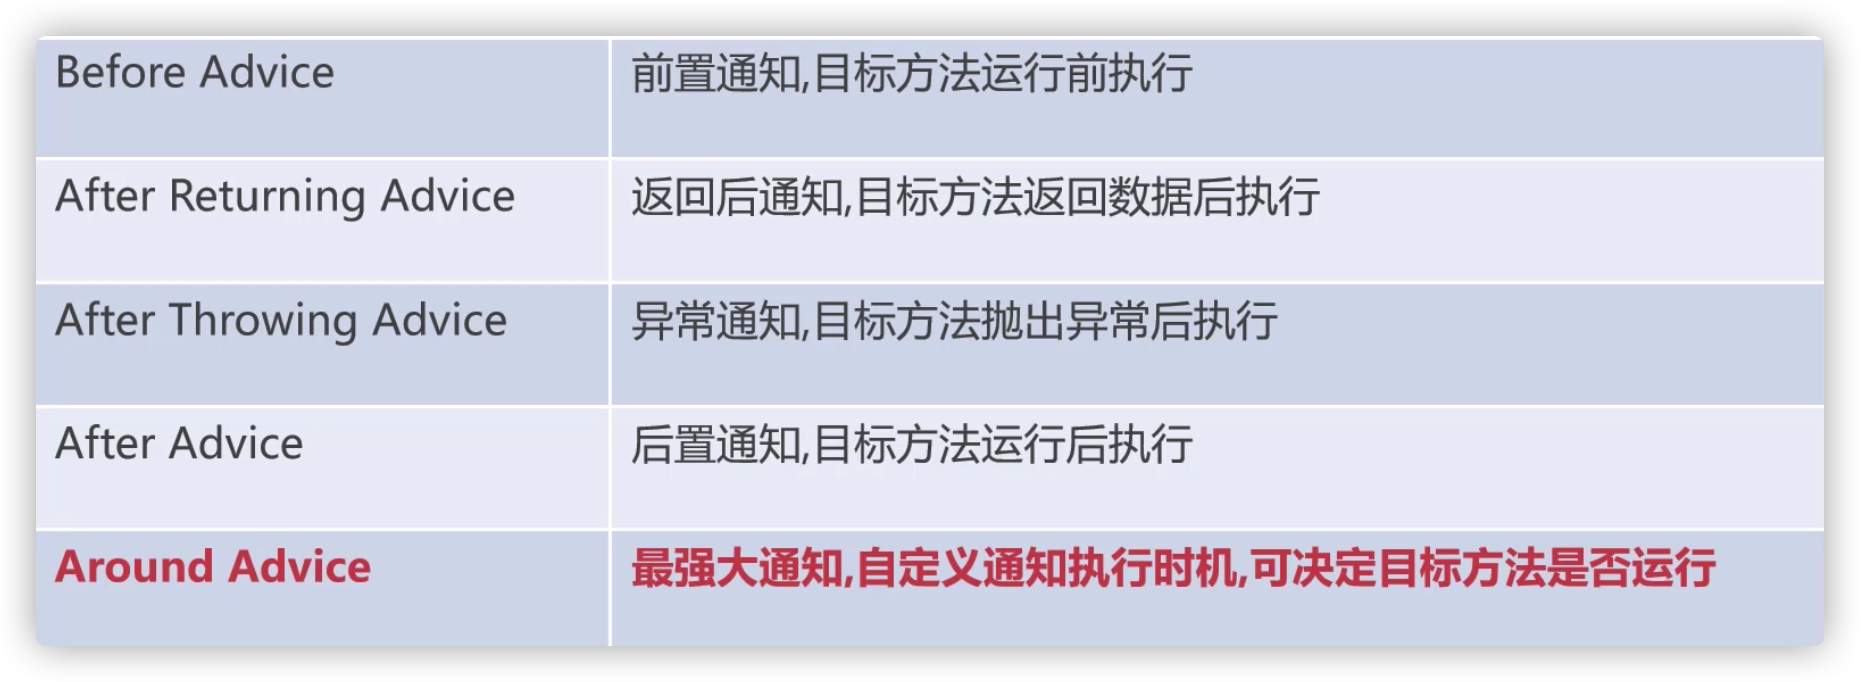 Before Advice
前置通知,目标方法运行前执行
After Returning Advice
返回后通知,目标方法返回数据后执行
After Throwing Advice
异常通知,目标方法抛出异常后执行
After Advice
后置通知,目标方法运行后执行
Around Advice
最强大通知,自定义通知执行时机,可决定目标方法是否运行